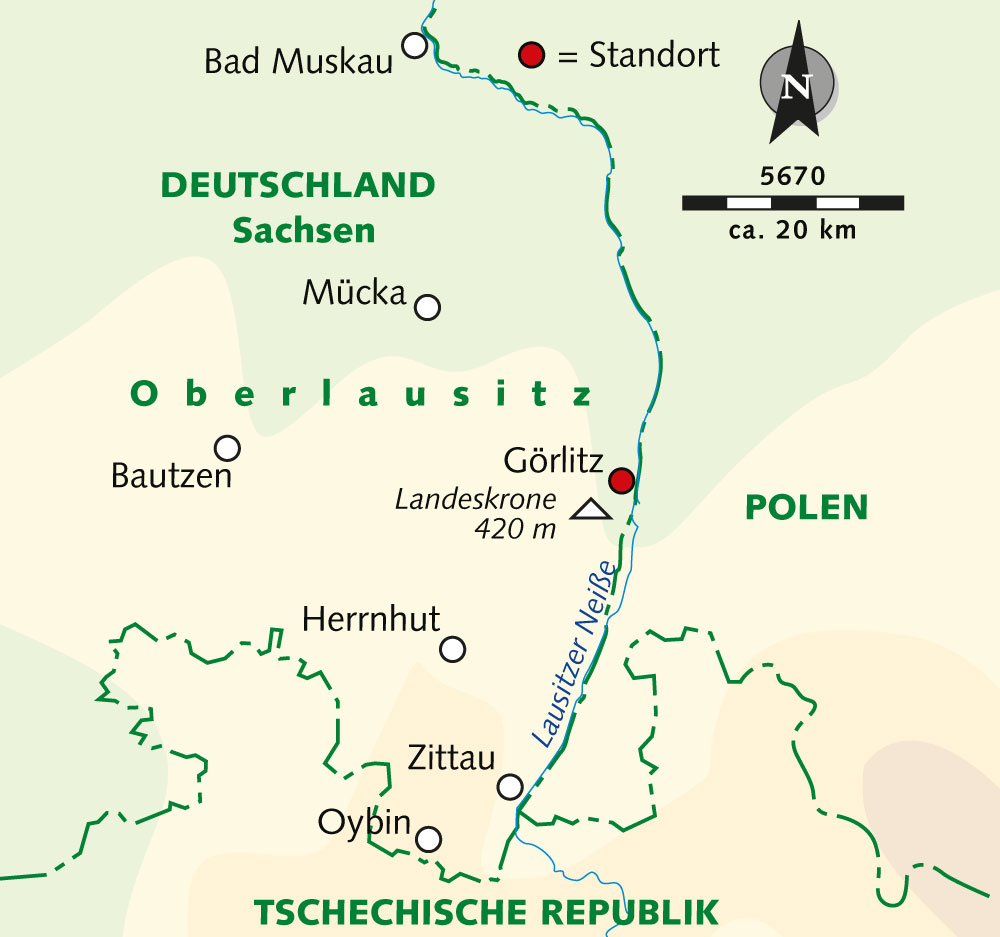 Bad Muskau
= Standort
N
5670
ca. 20 km
DEUTSCHLAND
Sachsen
Mücka
Oberlausitz
Bautzen
Görlitz
Landeskrone
420 m
POLEN
Lausitzer Neiße
Herrnhut
Zittau
Oybin
TSCHECHISCHE REPUBLIK